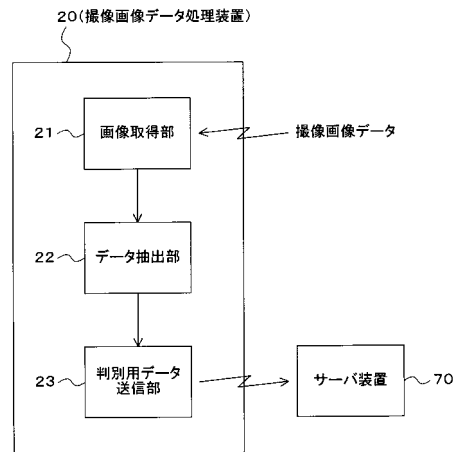 20(撮像画像データ処理装置)
21
画像取得部
撮像画像データ
22
データ抽出部
23
判別用データ
送信部
サーバ装置
70